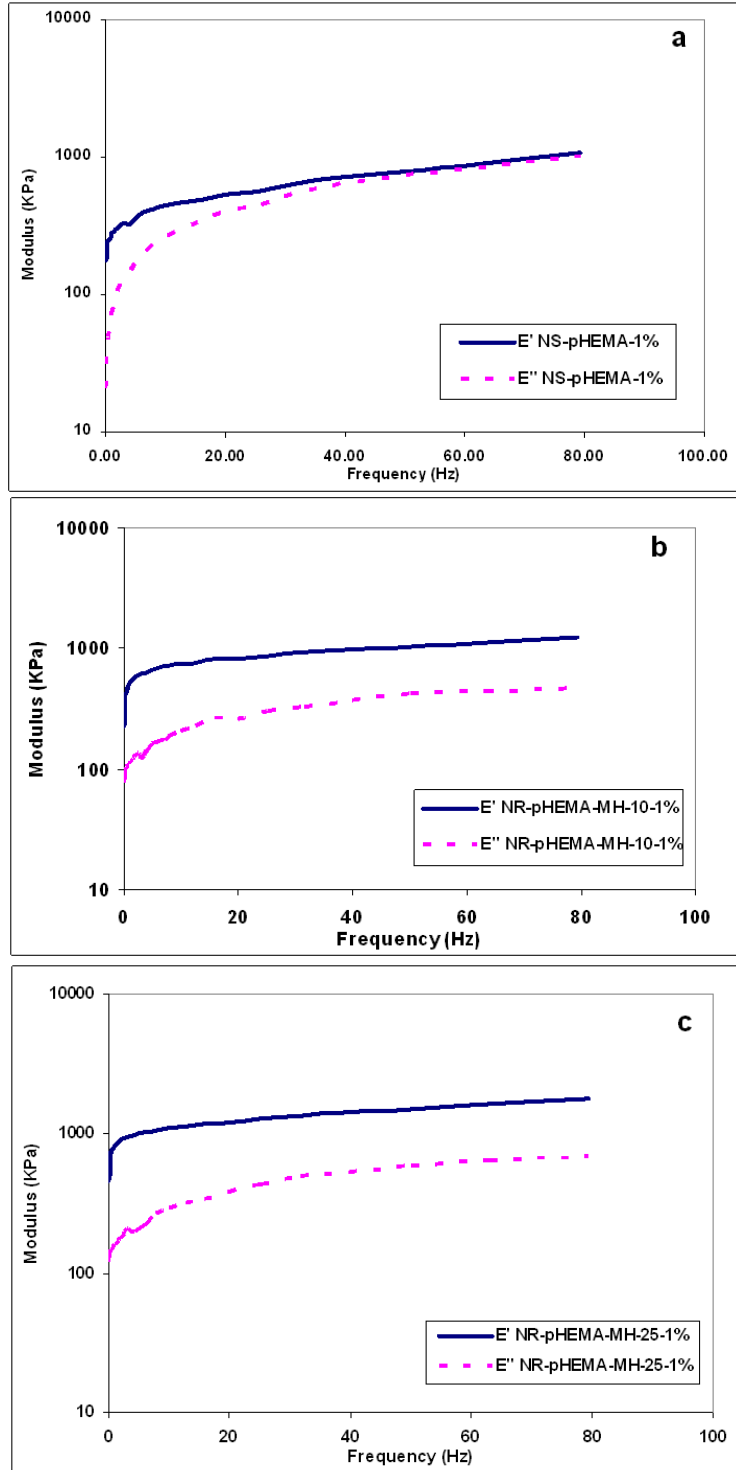 a
10000
1000
100
10
Modulus (KPa)
E' NS-pHEMA-1%
E" NS-pHEMA-1%
0.00 20.00 40.00 60.00 80.00 100.00
Frequency (Hz)
b
10000
1000
100
10
Modulus (KPa)
E' NR-pHEMA-MH-10-1%
E" NR-pHEMA-MH-10-1%
0 20 40 60 80 100
Frequency (Hz)
c
10000
1000
100
10
Modulus (KPa)
E' NR-pHEMA-MH-25-1%
E" NR-pHEMA-MH-25-1%
0 20 40 60 80 100
Frequency (Hz)